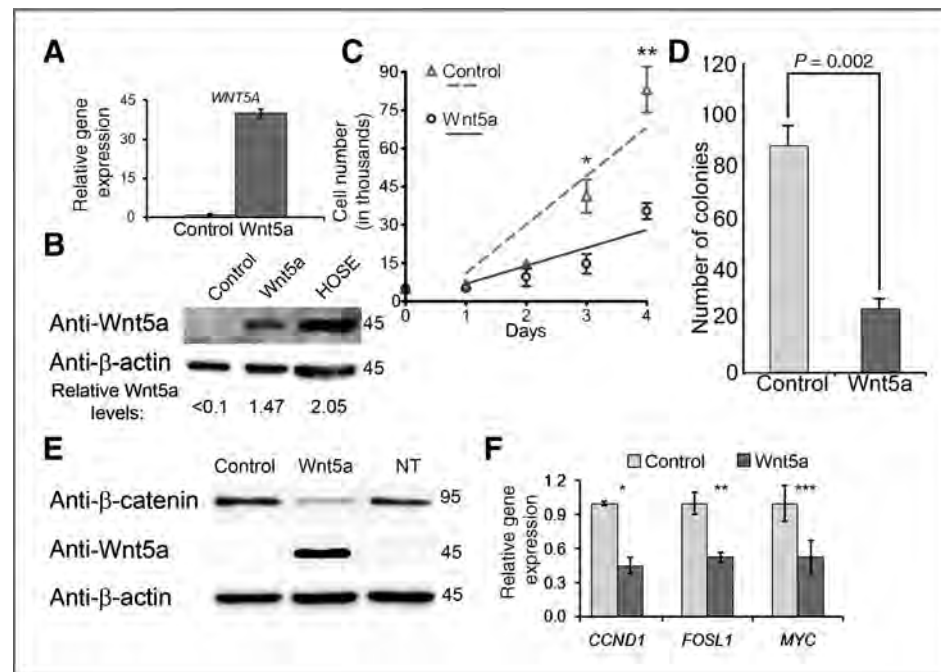 A
Relative gene
expression
45
30
15
0
WNT5A
Control Wnt5a
B
Control
Wnt5a
HOSE
Anti-Wnt5a
45
Anti-β-actin
45
Relative Wnt5a
levels:
<0.1
1.47
2.05
C
Cell number
(in thousands)
90
75
60
45
30
15
0
Control
Wnt5a
*
**
0
1
2
3
4
Days
D
P = 0.002
Number of colonies
120
100
80
60
40
20
0
Control
Wnt5a
E
Control
Wnt5a
NT
Anti-β-catenin
95
Anti-Wnt5a
45
Anti-β-actin
45
F
Control
Wnt5a
Relative gene
expression
1.2
0.9
0.6
0.3
0
*
**
***
CCND1
FOSL1
MYC